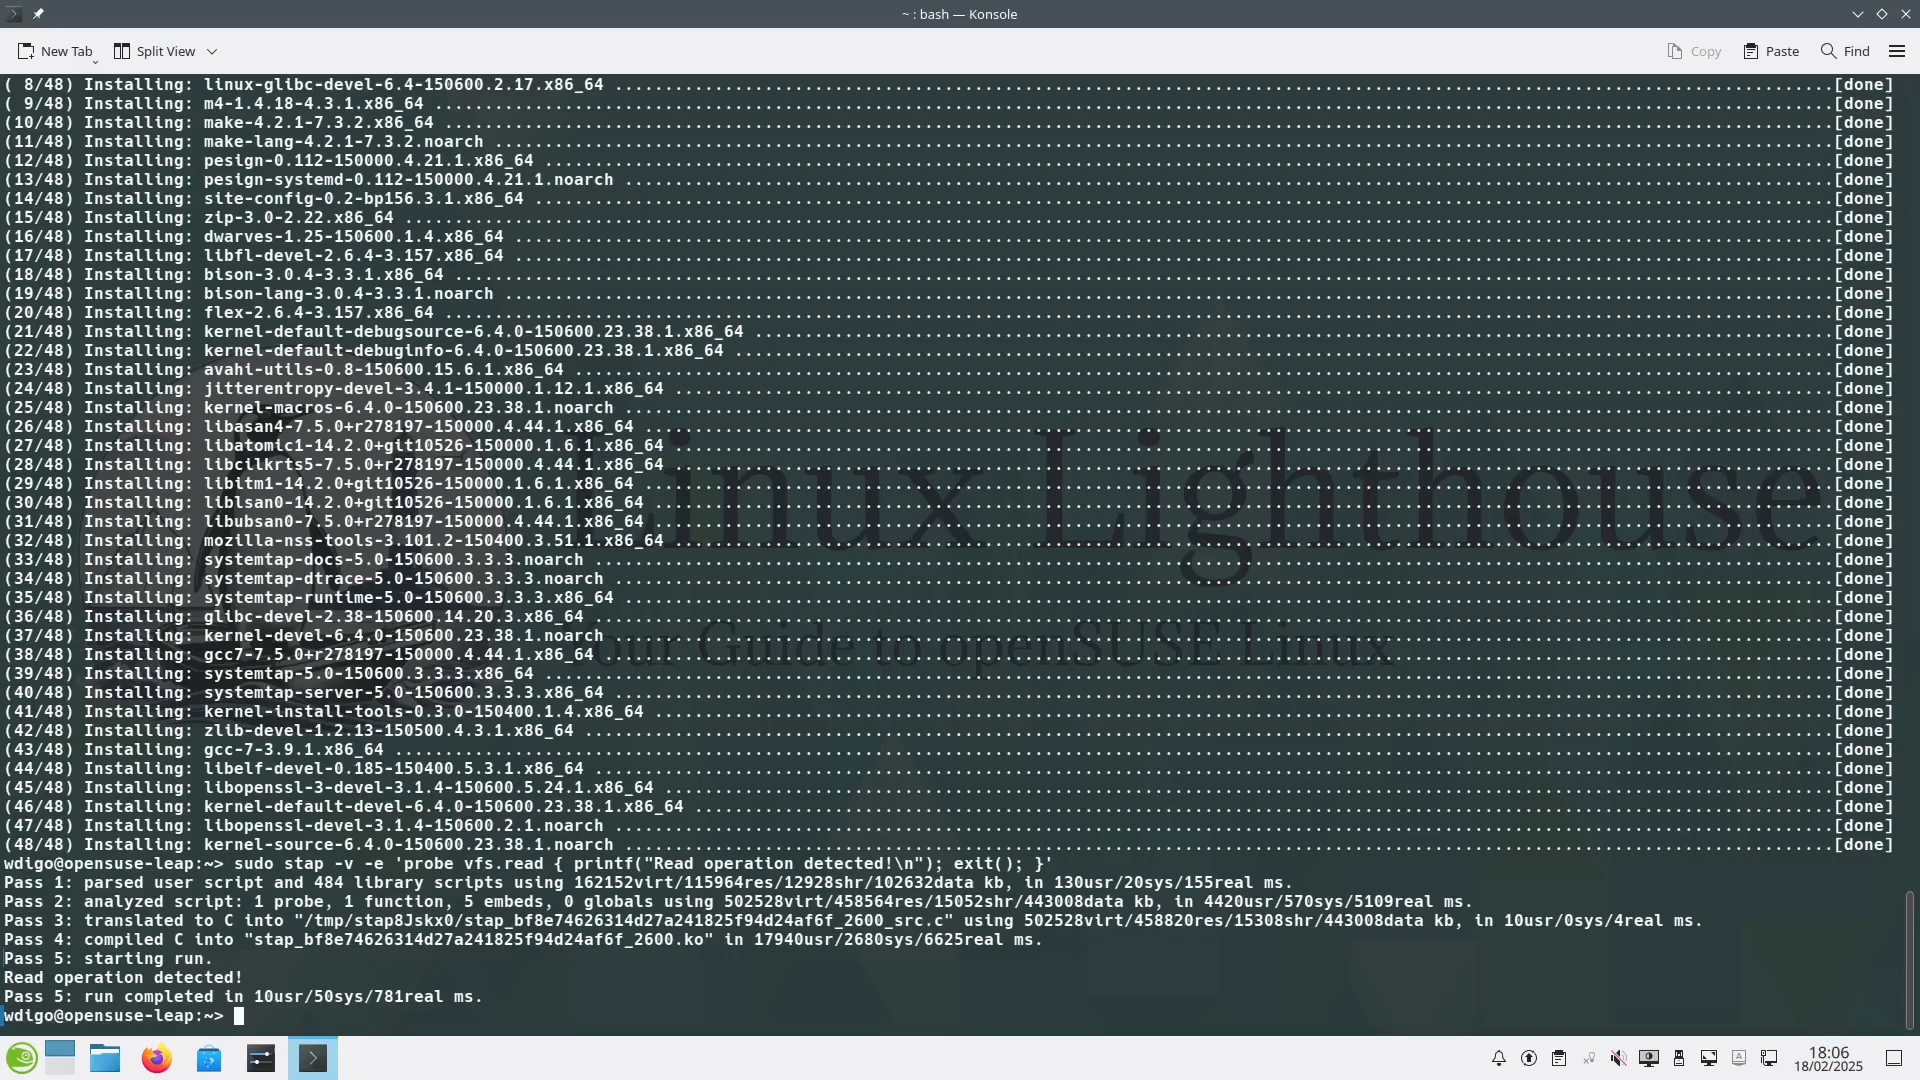 ~ : bash — Konsole
New Tab
Split View
Copy
Paste
Find
( 8/48) Installing: linux-glibc-devel-6.4-150600.2.17.x86_64 ..........[done]
( 9/48) Installing: m4-1.4.18-4.3.1.x86_64 ..........[done]
(10/48) Installing: make-4.2.1-7.3.2.x86_64 ..........[done]
(11/48) Installing: make-lang-4.2.1-7.3.2.noarch ..........[done]
(12/48) Installing: pesign-0.112-150000.4.21.1.x86_64 ..........[done]
(13/48) Installing: pesign-systemd-0.112-150000.4.21.1.noarch ..........[done]
(14/48) Installing: site-config-0.2-bp156.3.1.x86_64 ..........[done]
(15/48) Installing: zip-3.0-2.22.x86_64 ..........[done]
(16/48) Installing: dwarves-1.25-150600.1.4.x86_64 ..........[done]
(17/48) Installing: libfl-devel-2.6.4-3.157.x86_64 ..........[done]
(18/48) Installing: bison-3.0.4-3.3.1.x86_64 ..........[done]
(19/48) Installing: bison-lang-3.0.4-3.3.1.noarch ..........[done]
(20/48) Installing: flex-2.6.4-3.157.x86_64 ..........[done]
(21/48) Installing: kernel-default-debugsource-6.4.0-150600.23.38.1.x86_64 ..........[done]
(22/48) Installing: kernel-default-debuginfo-6.4.0-150600.23.38.1.x86_64 ..........[done]
(23/48) Installing: avahi-utils-0.8-150600.15.6.1.x86_64 ..........[done]
(24/48) Installing: jitterentropy-devel-3.4.1-150000.1.12.1.x86_64 ..........[done]
(25/48) Installing: kernel-macros-6.4.0-150600.23.38.1.noarch ..........[done]
(26/48) Installing: libasan4-7.5.0+r278197-150000.4.44.1.x86_64 ..........[done]
(27/48) Installing: libatomic1-14.2.0+git10526-150000.1.6.1.x86_64 ..........[done]
(28/48) Installing: libcilkrts5-7.5.0+r278197-150000.4.44.1.x86_64 ..........[done]
(29/48) Installing: libitm1-14.2.0+git10526-150000.1.6.1.x86_64 ..........[done]
(30/48) Installing: liblsan0-14.2.0+git10526-150000.1.6.1.x86_64 ..........[done]
(31/48) Installing: libubsan0-7.5.0+r278197-150000.4.44.1.x86_64 ..........[done]
(32/48) Installing: mozilla-nss-tools-3.101.2-150400.3.51.1.x86_64 ..........[done]
(33/48) Installing: systemtap-docs-5.0-150600.3.3.3.noarch ..........[done]
(34/48) Installing: systemtap-dtrace-5.0-150600.3.3.3.noarch ..........[done]
(35/48) Installing: systemtap-runtime-5.0-150600.3.3.3.x86_64 ..........[done]
(36/48) Installing: glibc-devel-2.38-150600.14.20.3.x86_64 ..........[done]
(37/48) Installing: kernel-devel-6.4.0-150600.23.38.1.noarch ..........[done]
(38/48) Installing: gcc7-7.5.0+r278197-150000.4.44.1.x86_64 ..........[done]
(39/48) Installing: systemtap-5.0-150600.3.3.3.x86_64 ..........[done]
(40/48) Installing: systemtap-server-5.0-150600.3.3.3.x86_64 ..........[done]
(41/48) Installing: kernel-install-tools-0.3.0-150400.1.4.x86_64 ..........[done]
(42/48) Installing: zlib-devel-1.2.13-150500.4.3.1.x86_64 ..........[done]
(43/48) Installing: gcc-7-3.9.1.x86_64 ..........[done]
(44/48) Installing: libelf-devel-0.185-150400.5.3.1.x86_64 ..........[done]
(45/48) Installing: libopenssl-3-devel-3.1.4-150600.5.24.1.x86_64 ..........[done]
(46/48) Installing: kernel-default-devel-6.4.0-150600.23.38.1.x86_64 ..........[done]
(47/48) Installing: libopenssl-devel-3.1.4-150600.2.1.noarch ..........[done]
(48/48) Installing: kernel-source-6.4.0-150600.23.38.1.noarch ..........[done]
wdigo@opensuse-leap:~> sudo stap -v -e 'probe vfs.read { printf("Read operation detected!\n"); exit(); }'
Pass 1: parsed user script and 484 library scripts using 162152virt/115964res/12928shr/102632data kb, in 130usr/20sys/155real ms.
Pass 2: analyzed script: 1 probe, 1 function, 5 embeds, 0 globals using 502528virt/458564res/15052shr/443008data kb, in 4420usr/570sys/5109real ms.
Pass 3: translated to C into "/tmp/stap8Jskx0/stap_bf8e74626314d27a241825f94d24af6f_2600_src.c" using 502528virt/458820res/15308shr/443008data kb, in 10usr/0sys/4real ms.
Pass 4: compiled C into "stap_bf8e74626314d27a241825f94d24af6f_2600.ko" in 17940usr/2680sys/6625real ms.
Pass 5: starting run.
Read operation detected!
Pass 5: run completed in 10usr/50sys/781real ms.
wdigo@opensuse-leap:~>
Linux Lighthouse
Your Guide to openSUSE Linux
18:06
18/02/2025